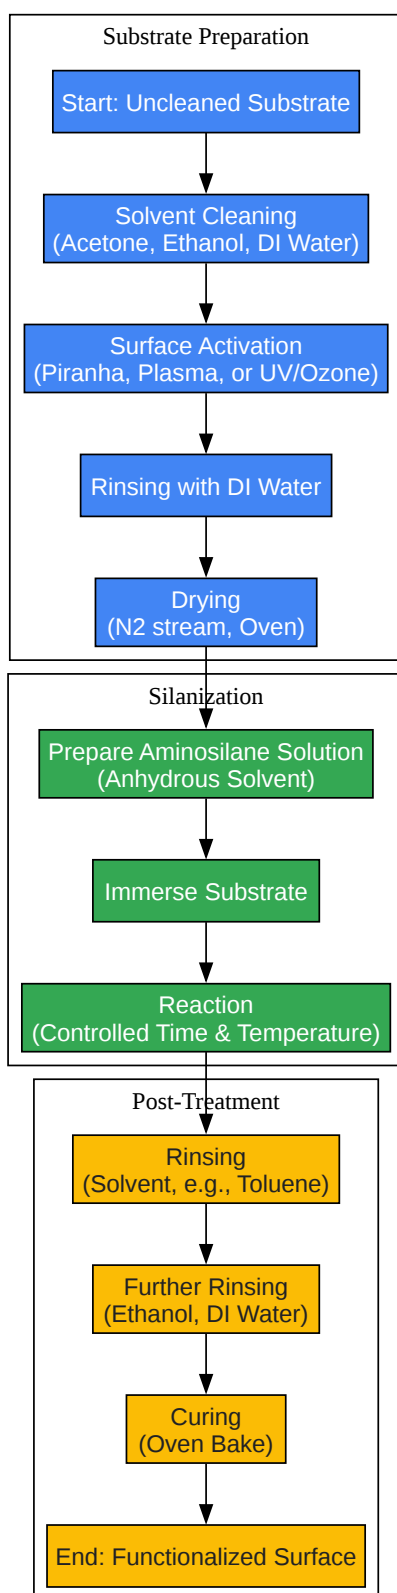 Substrate Preparation
Start: Uncleaned Substrate
Solvent Cleaning
(Acetone, Ethanol, DI Water)
Surface Activation
(Piranha, Plasma, or UV/Ozone)
Rinsing with DI Water
Drying
(N2 stream, Oven)
Silanization
Prepare Aminosilane Solution
(Anhydrous Solvent)
Immerse Substrate
Reaction
(Controlled Time & Temperature)
Post-Treatment
Rinsing
(Solvent, e.g., Toluene)
Further Rinsing
(Ethanol, DI Water)
Curing
(Oven Bake)
End: Functionalized Surface